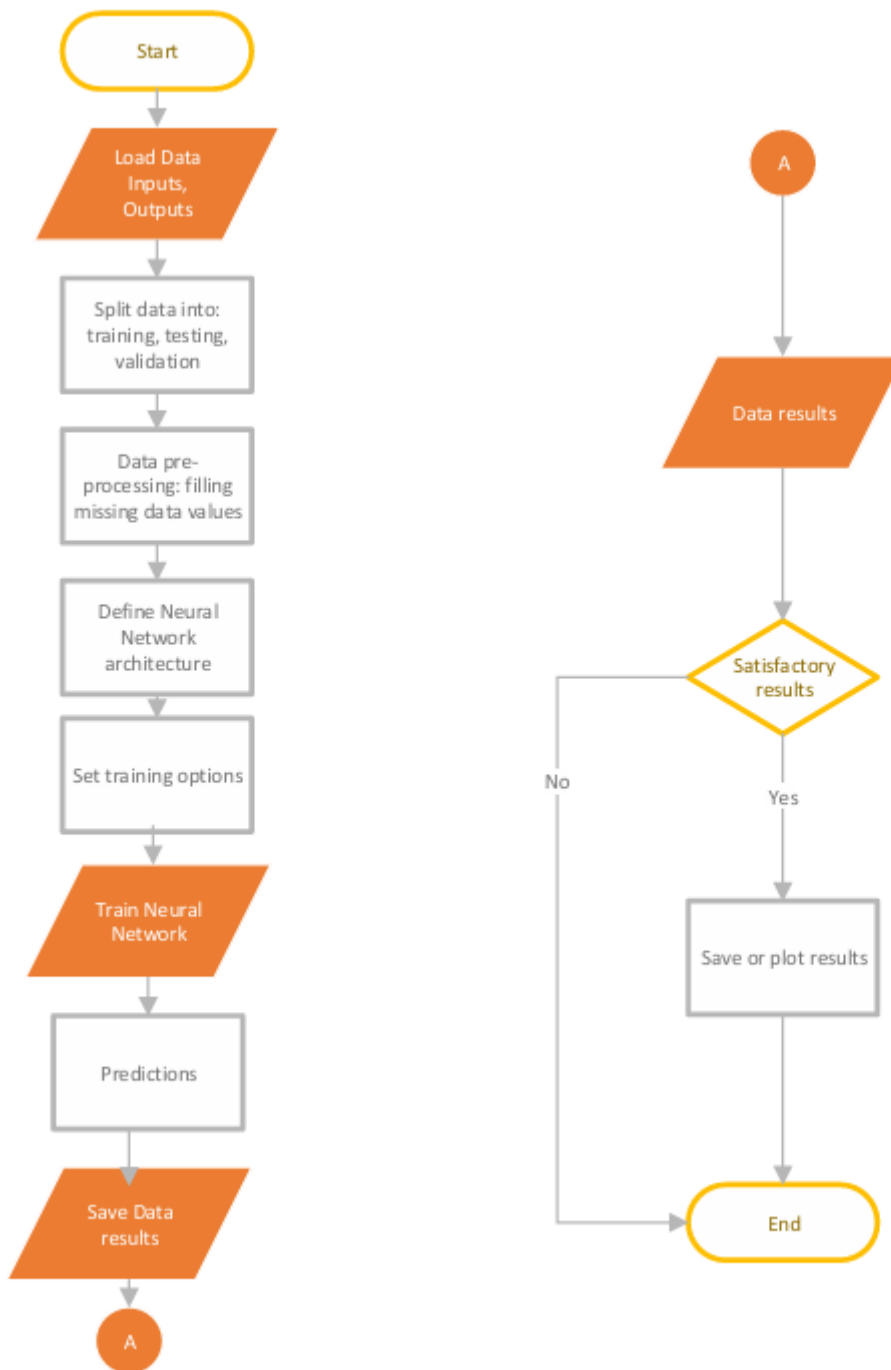 Start
Load Data
Inputs,
Outputs
Split data into:
training, testing,
validation
Data pre-
processing: filling
missing data values
Define Neural
Network
architecture
Set training options
Train Neural
Network
Predictions
Save Data
results
A
A
Data results
Satisfactory
results
No
Yes
Save or plot results
End